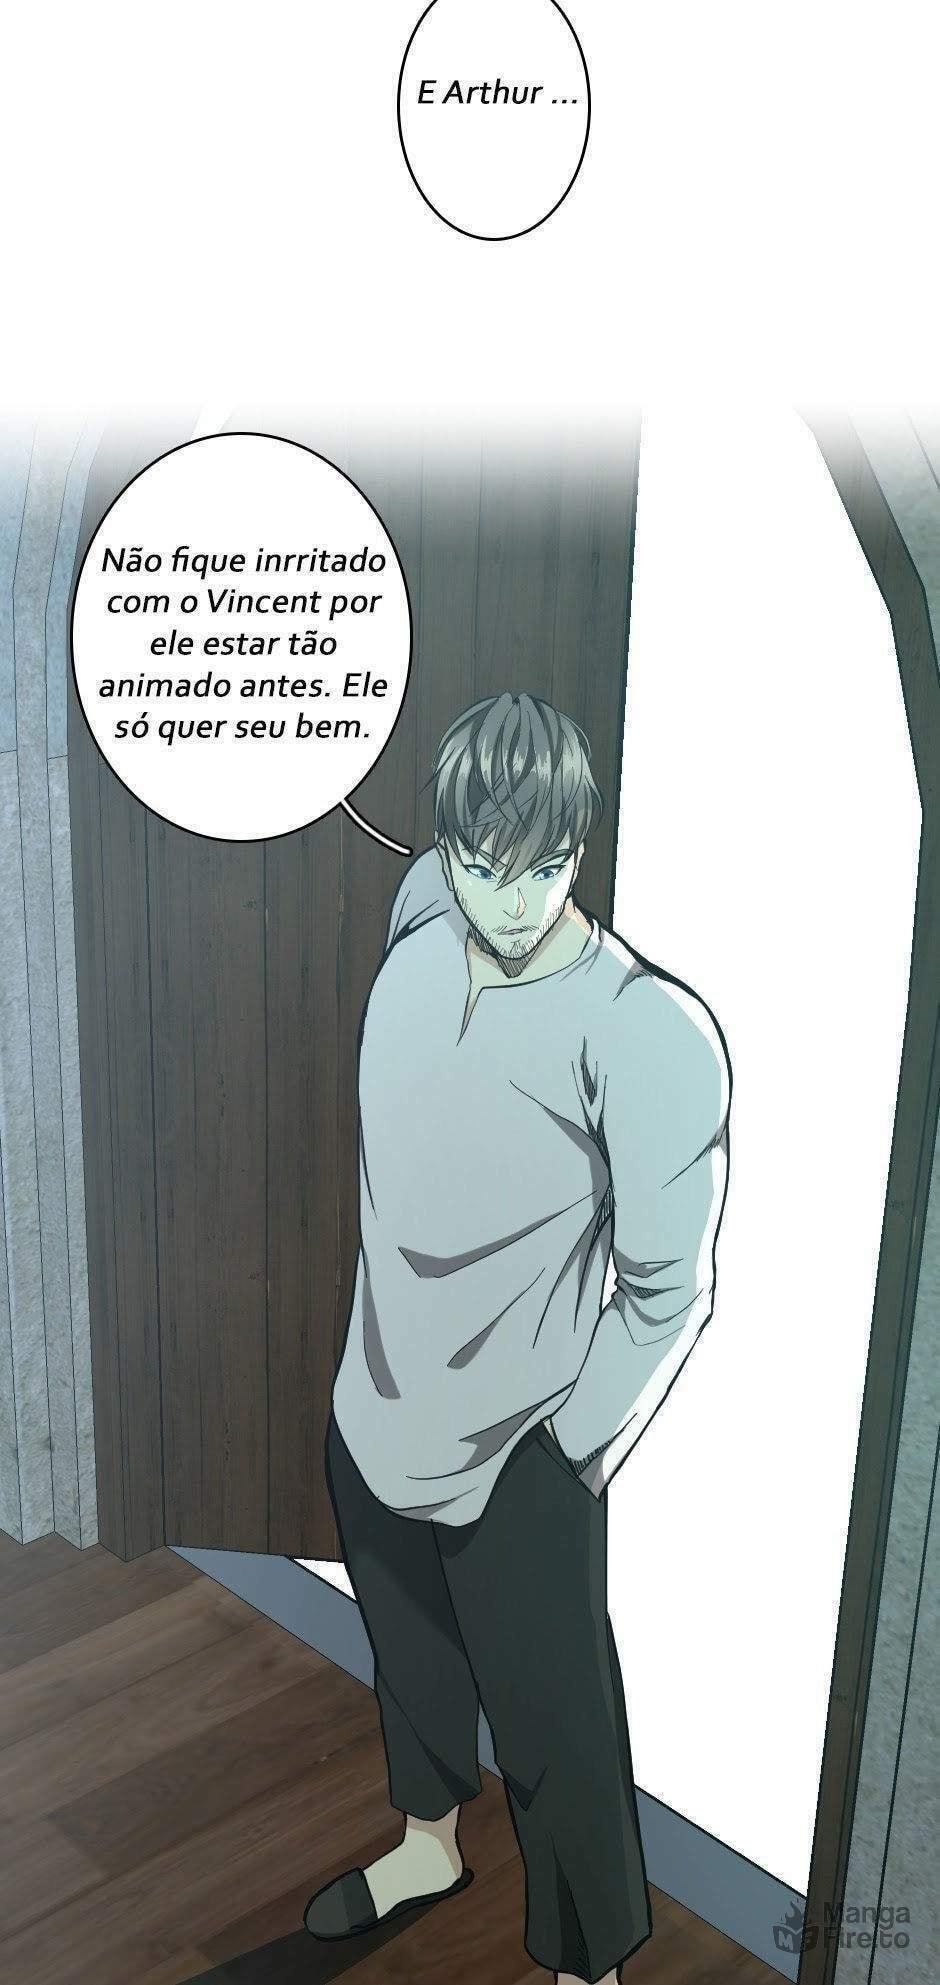 E Arthur ...
Não fique inrritado
com o Vincent por
ele estar tão
animado antes. Ele
só quer seu bem.
Manga
Fire.to